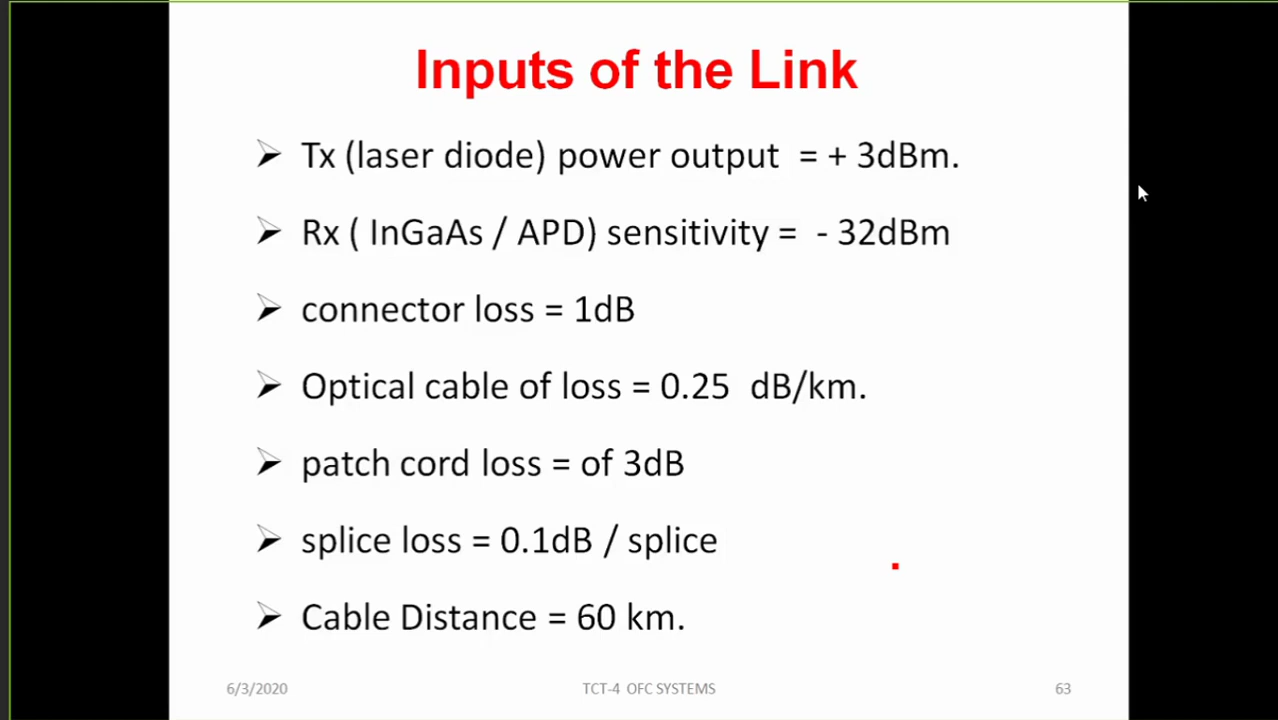 Inputs of the Link
➢ Tx (laser diode) power output = + 3dBm.
➢ Rx ( InGaAs / APD) sensitivity = - 32dBm
➢ connector loss = 1dB
➢ Optical cable of loss = 0.25 dB/km.
➢ patch cord loss = of 3dB
➢ splice loss = 0.1dB / splice
➢ Cable Distance = 60 km.
6/3/2020 TCT-4 OFC SYSTEMS 63